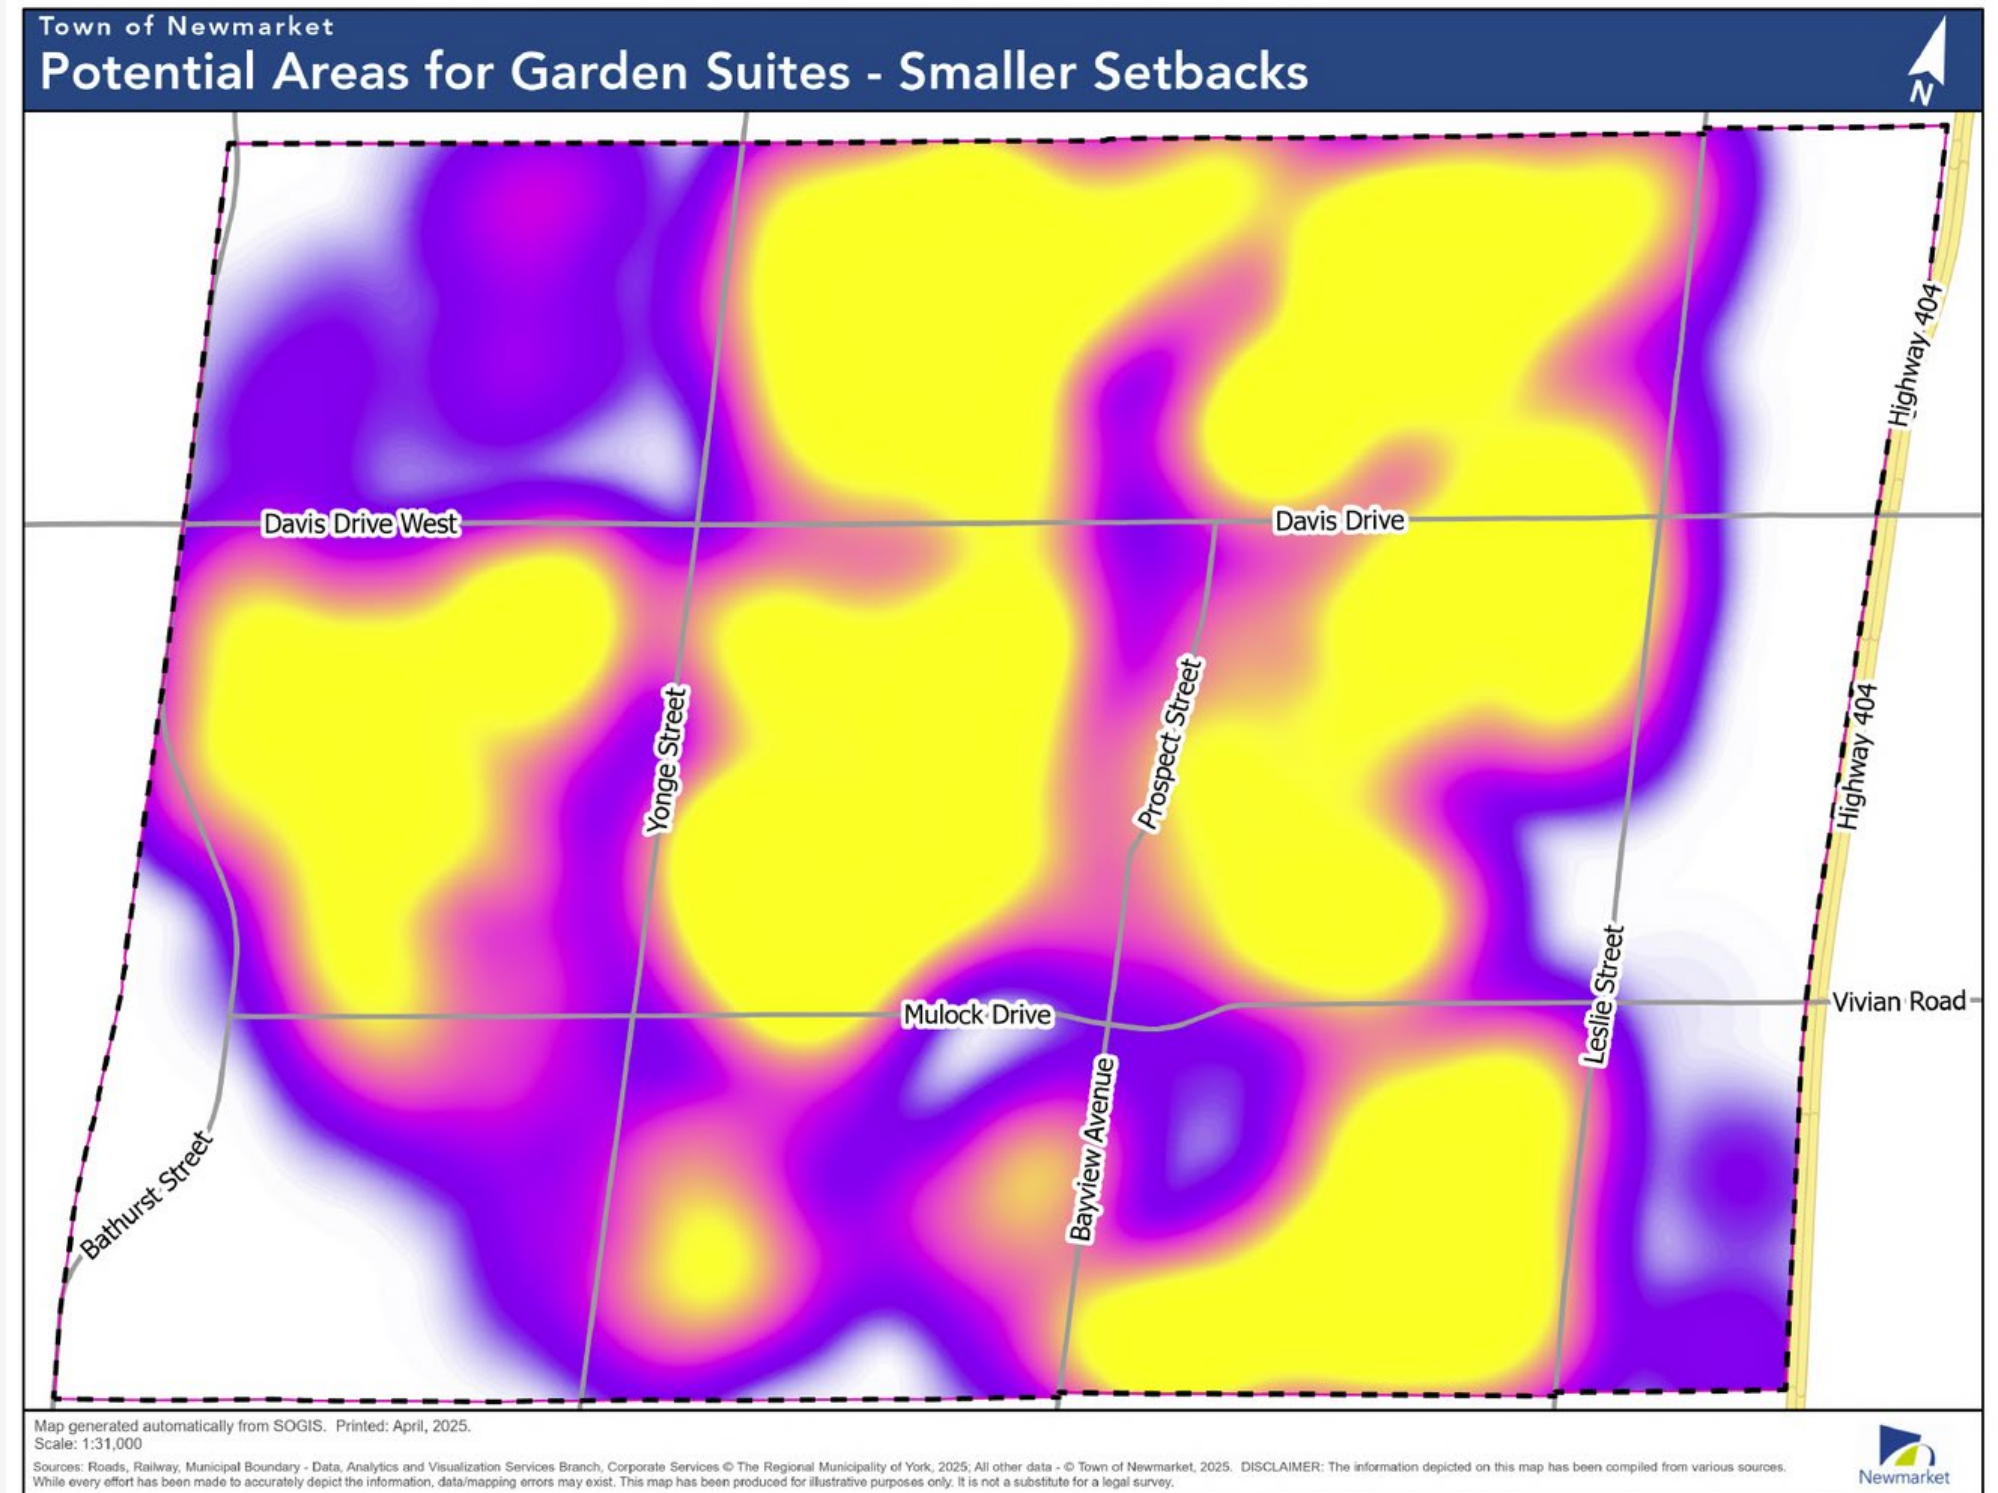 Town of Newmarket
Potential Areas for Garden Suites - Smaller Setbacks
N
Highway 404
Davis Drive West
Davis Drive
Yonge Street
Prospect Street
Highway 404
Mulock Drive
Leslie Street
Vivian Road
Bayview Avenue
Bathurst Street
Map generated automatically from SOGIS. Printed: April, 2025.
Scale: 1:31,000
Sources: Roads, Railway, Municipal Boundary - Data, Analytics and Visualization Services Branch, Corporate Services © The Regional Municipality of York, 2025; All other data - © Town of Newmarket, 2025. DISCLAIMER: The information depicted on this map has been compiled from various sources.
While every effort has been made to accurately depict the information, data/mapping errors may exist. This map has been produced for illustrative purposes only. It is not a substitute for a legal survey.
Newmarket